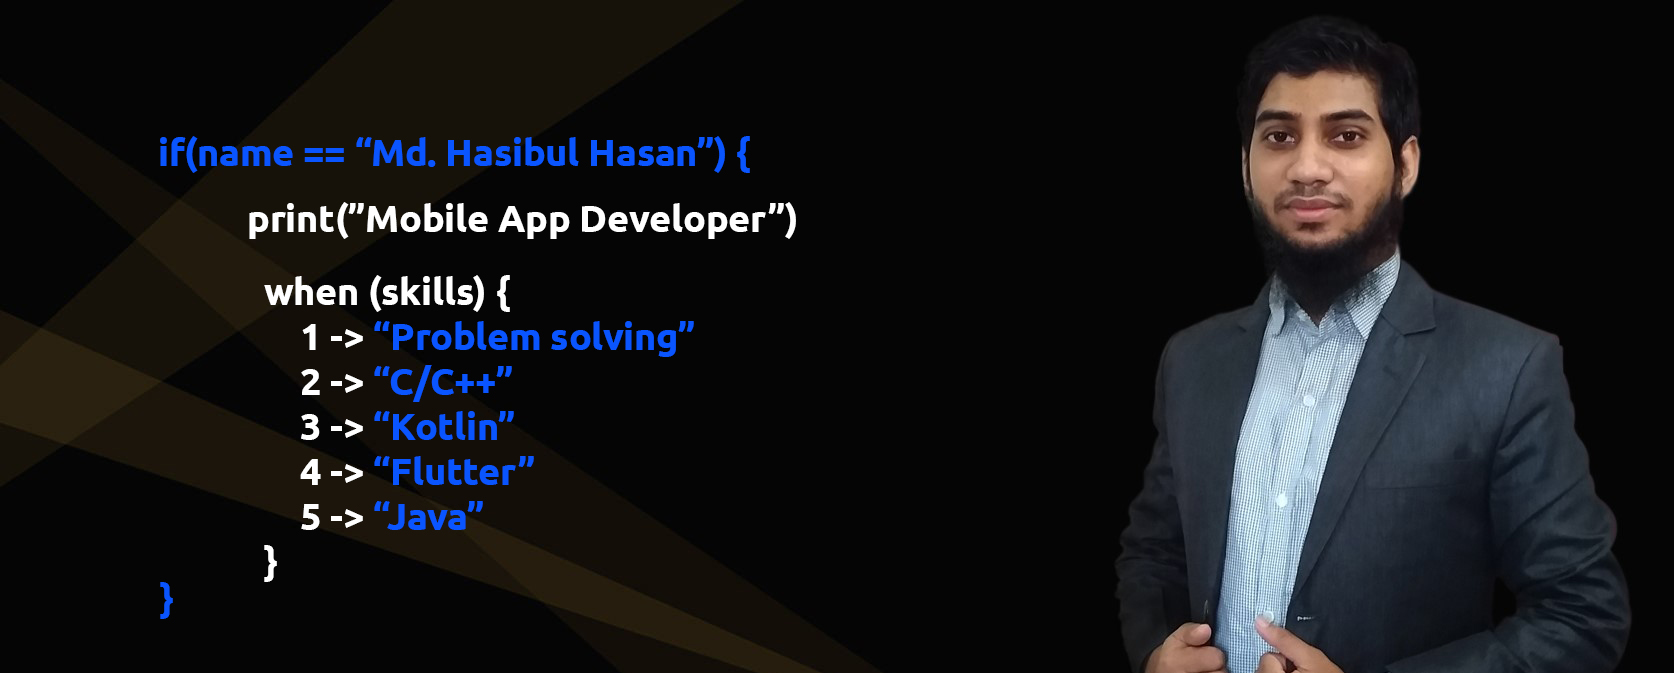 if(name == “Md. Hasibul Hasan”) {
print(”Mobile App Developer”)
when (skills) {
1 -> “Problem solving”
2 -> “C/C++”
3 -> “Kotlin”
4 -> “Flutter”
5 -> “Java”
}
}